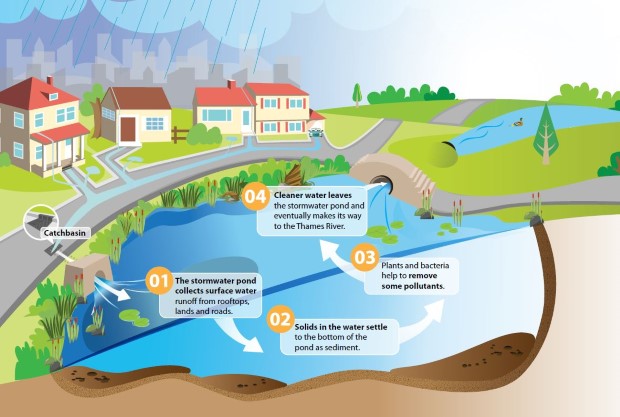 04
Cleaner water leaves
the stormwater pond and
eventually makes its way
to the Thames River.
Catchbasin
03
Plants and bacteria
help to remove
some pollutants.
01
The stormwater pond
collects surface water
runoff from rooftops,
lands and roads.
02
Solids in the water settle
to the bottom of the
pond as sediment.